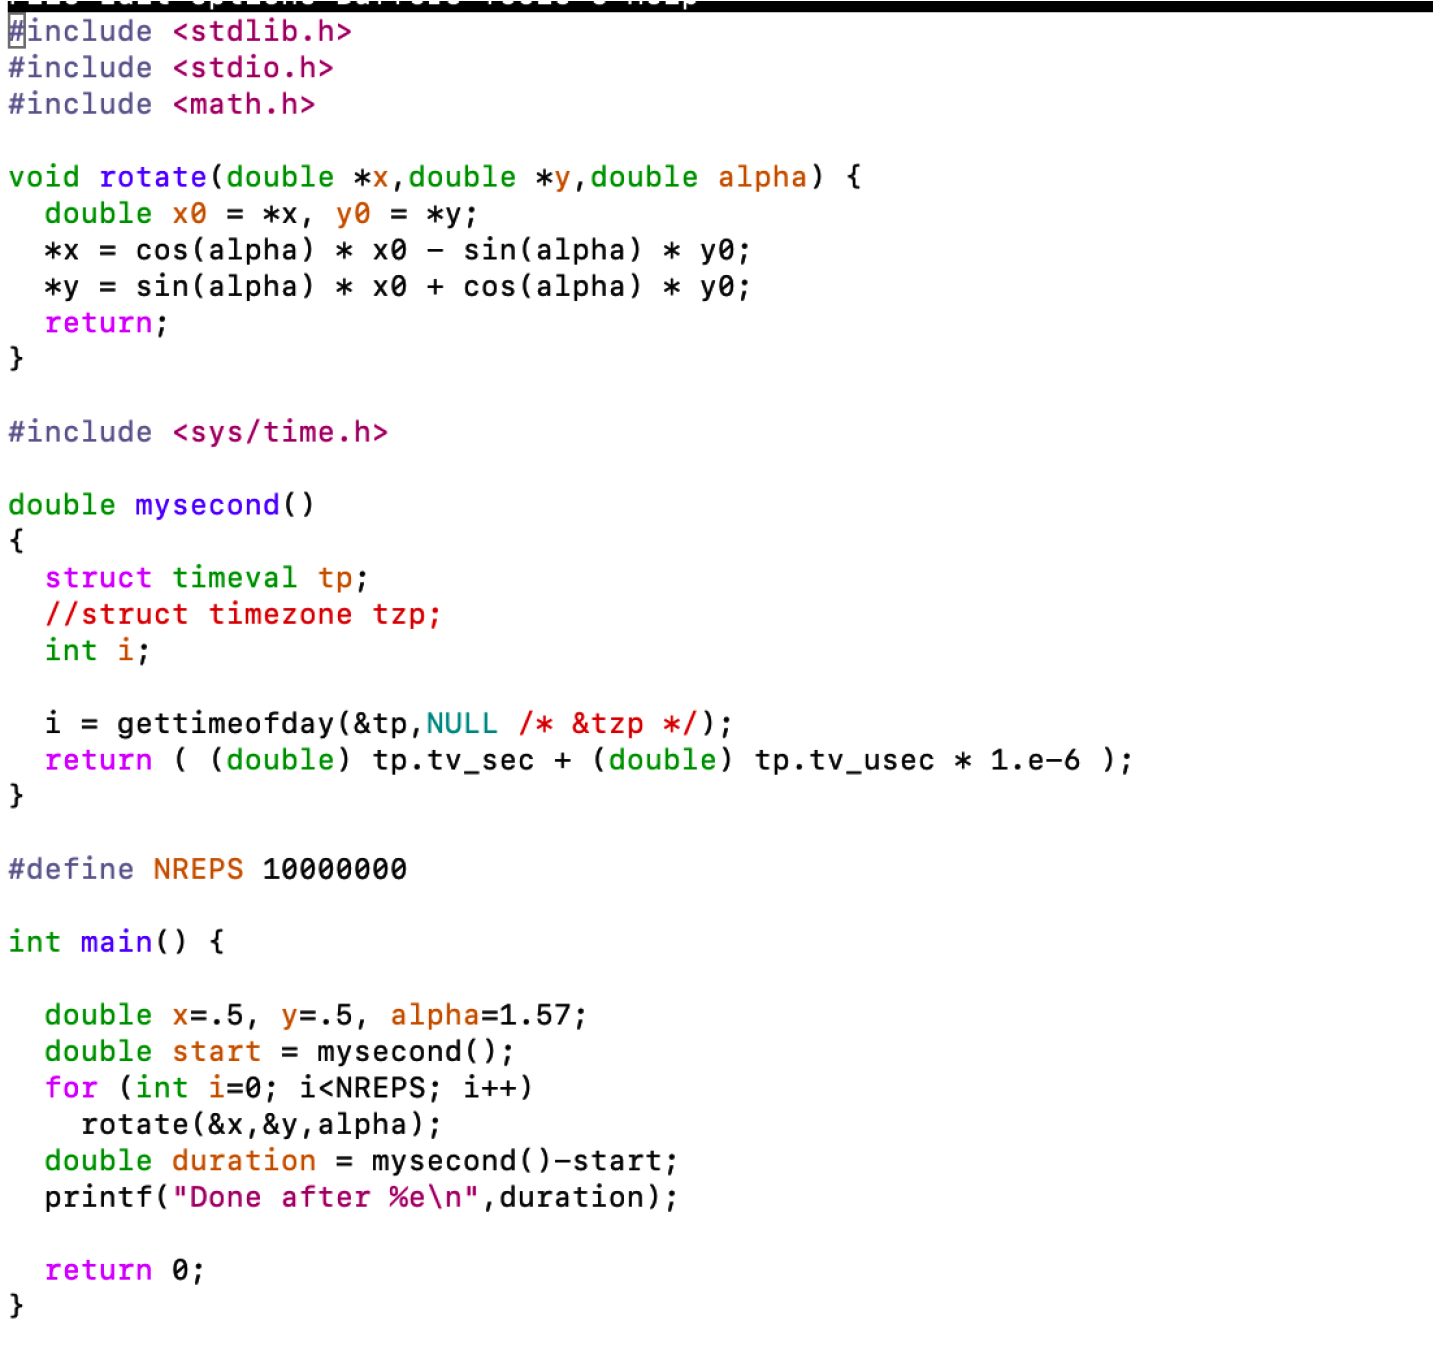 #include <stdlib.h>
#include <stdio.h>
#include <math.h>
void rotate(double *x,double *y,double alpha) {
  double x0 = *x, y0 = *y;
  *x = cos(alpha) * x0 - sin(alpha) * y0;
  *y = sin(alpha) * x0 + cos(alpha) * y0;
  return;
}
#include <sys/time.h>
double mysecond()
{
  struct timeval tp;
  //struct timezone tzp;
  int i;
  i = gettimeofday(&tp,NULL /* &tzp */);
  return ( (double) tp.tv_sec + (double) tp.tv_usec * 1.e-6 );
}
#define NREPS 10000000
int main() {
  double x=.5, y=.5, alpha=1.57;
  double start = mysecond();
  for (int i=0; i<NREPS; i++)
    rotate(&x,&y,alpha);
  double duration = mysecond()-start;
  printf("Done after %e\n",duration);
  return 0;
}